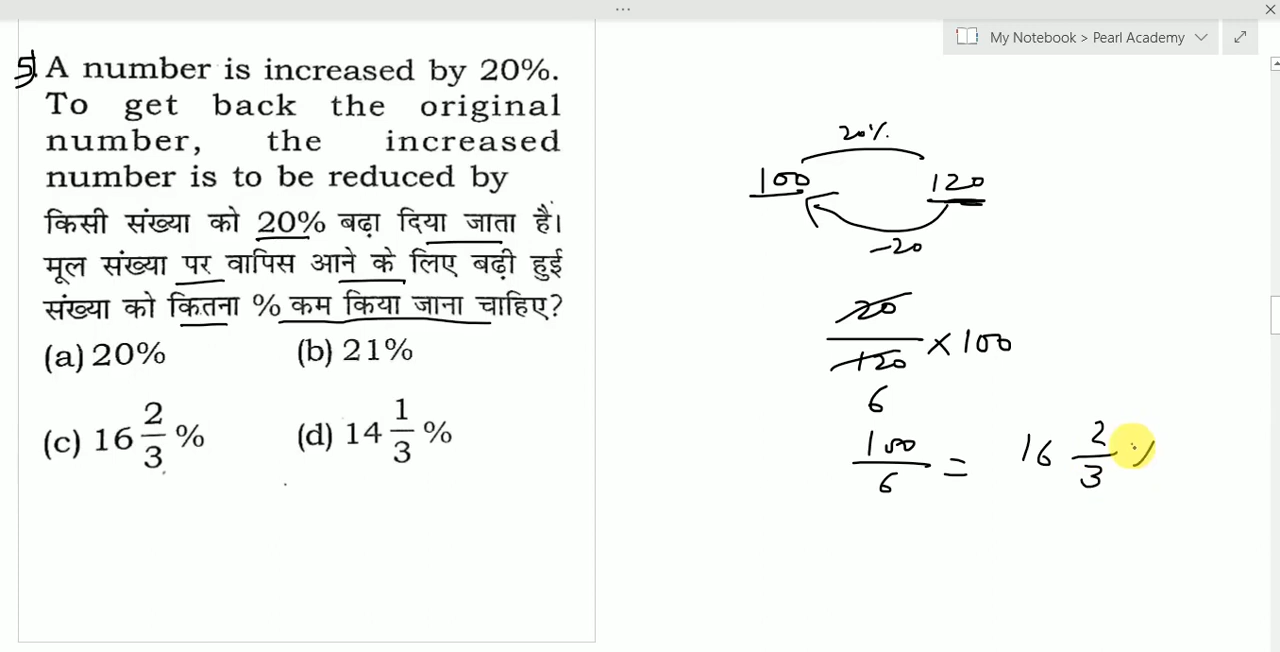 My Notebook > Pearl Academy
5. A number is increased by 20%.
To get back the original
number, the increased
number is to be reduced by
किसी संख्या को 20% बढ़ा दिया जाता है।
मूल संख्या पर वापिस आने के लिए बढ़ी हुई
संख्या को कितना % कम किया जाना चाहिए?
(a) 20% (b) 21%
(c) 16 2/3 % (d) 14 1/3 %
20%
100 120
-20
20/120 × 100
6
100/6 = 16 2/3 %